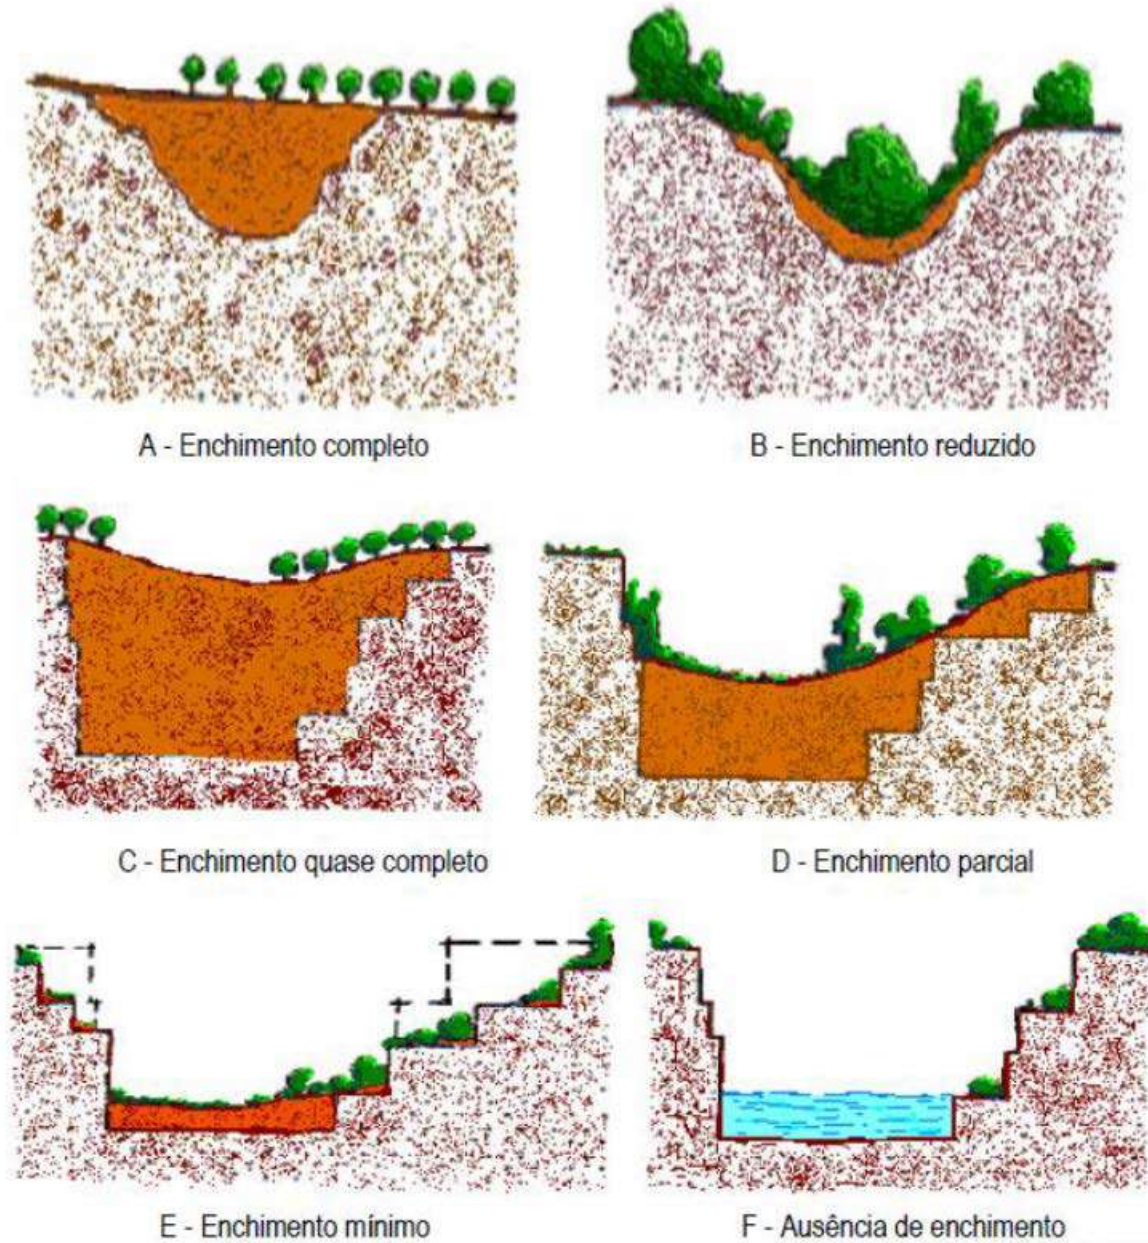 A - Enchimento completo
B - Enchimento reduzido
C - Enchimento quase completo
D - Enchimento parcial
E - Enchimento mínimo
F - Ausência de enchimento